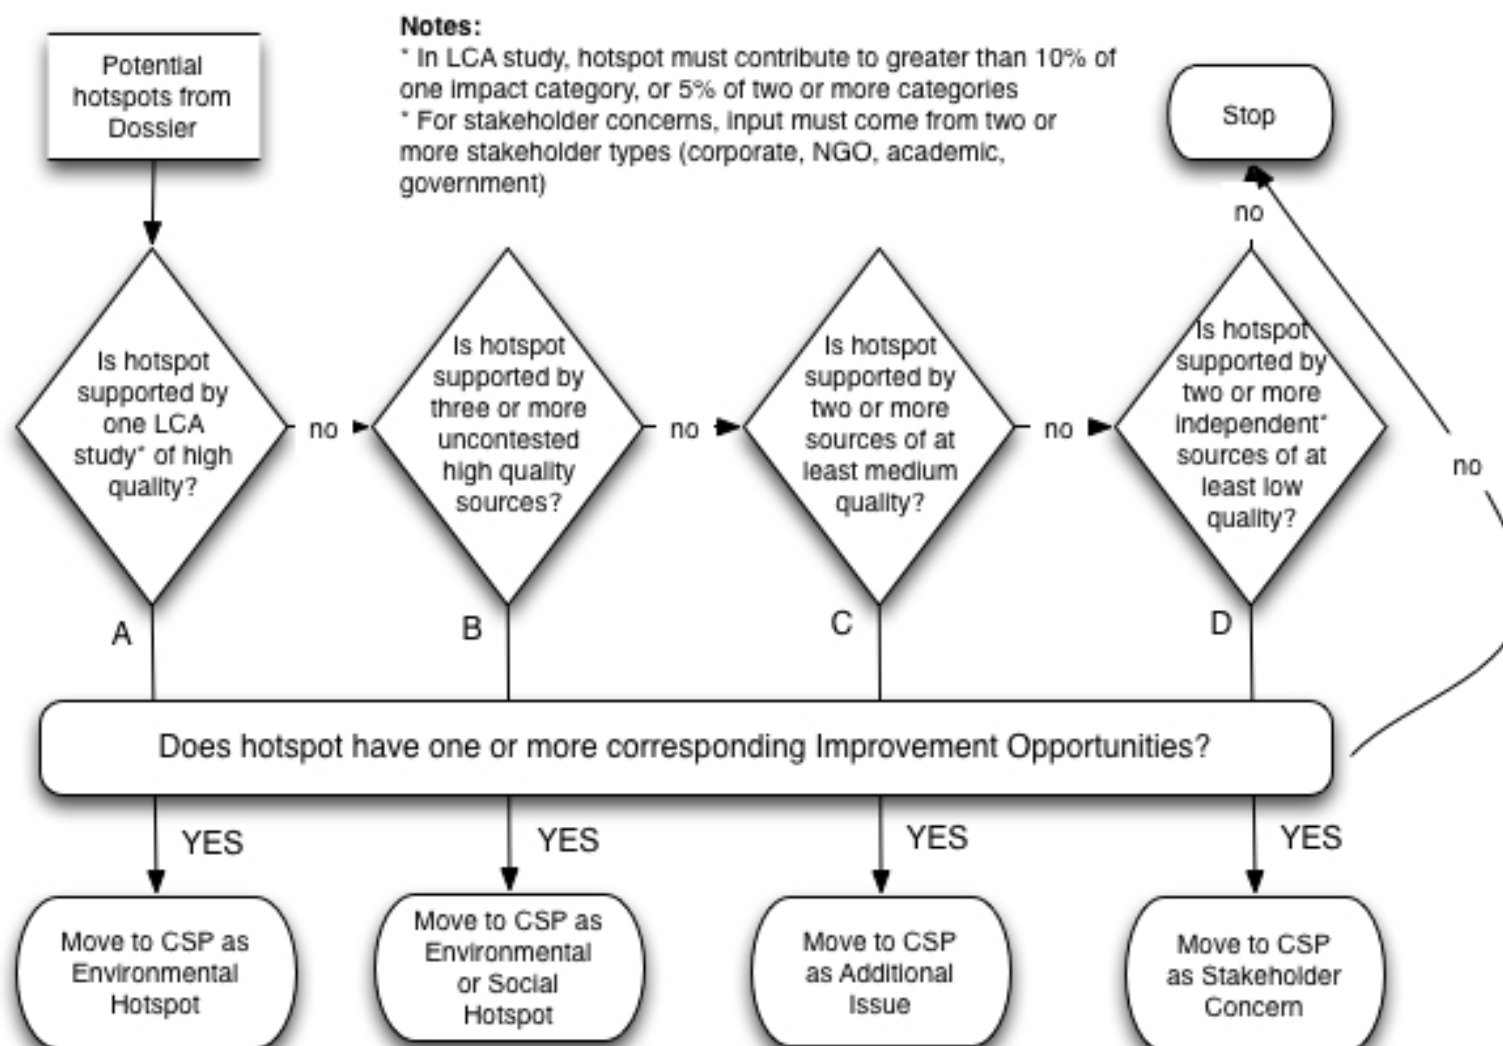 Notes:
* In LCA study, hotspot must contribute to greater than 10% of
one impact category, or 5% of two or more categories
* For stakeholder concerns, input must come from two or
more stakeholder types (corporate, NGO, academic,
government)
Potential
hotspots from
Dossier
Stop
no
Is hotspot
supported by
one LCA
study* of high
quality?
no
Is hotspot
supported by
three or more
uncontested
high quality
sources?
no
Is hotspot
supported by
two or more
sources of at
least medium
quality?
no
Is hotspot
supported by
two or more
independent*
sources of at
least low
quality?
no
A
B
C
D
Does hotspot have one or more corresponding Improvement Opportunities?
YES
YES
YES
YES
Move to CSP as
Environmental
Hotspot
Move to CSP as
Environmental
or Social
Hotspot
Move to CSP
as Additional
Issue
Move to CSP
as Stakeholder
Concern